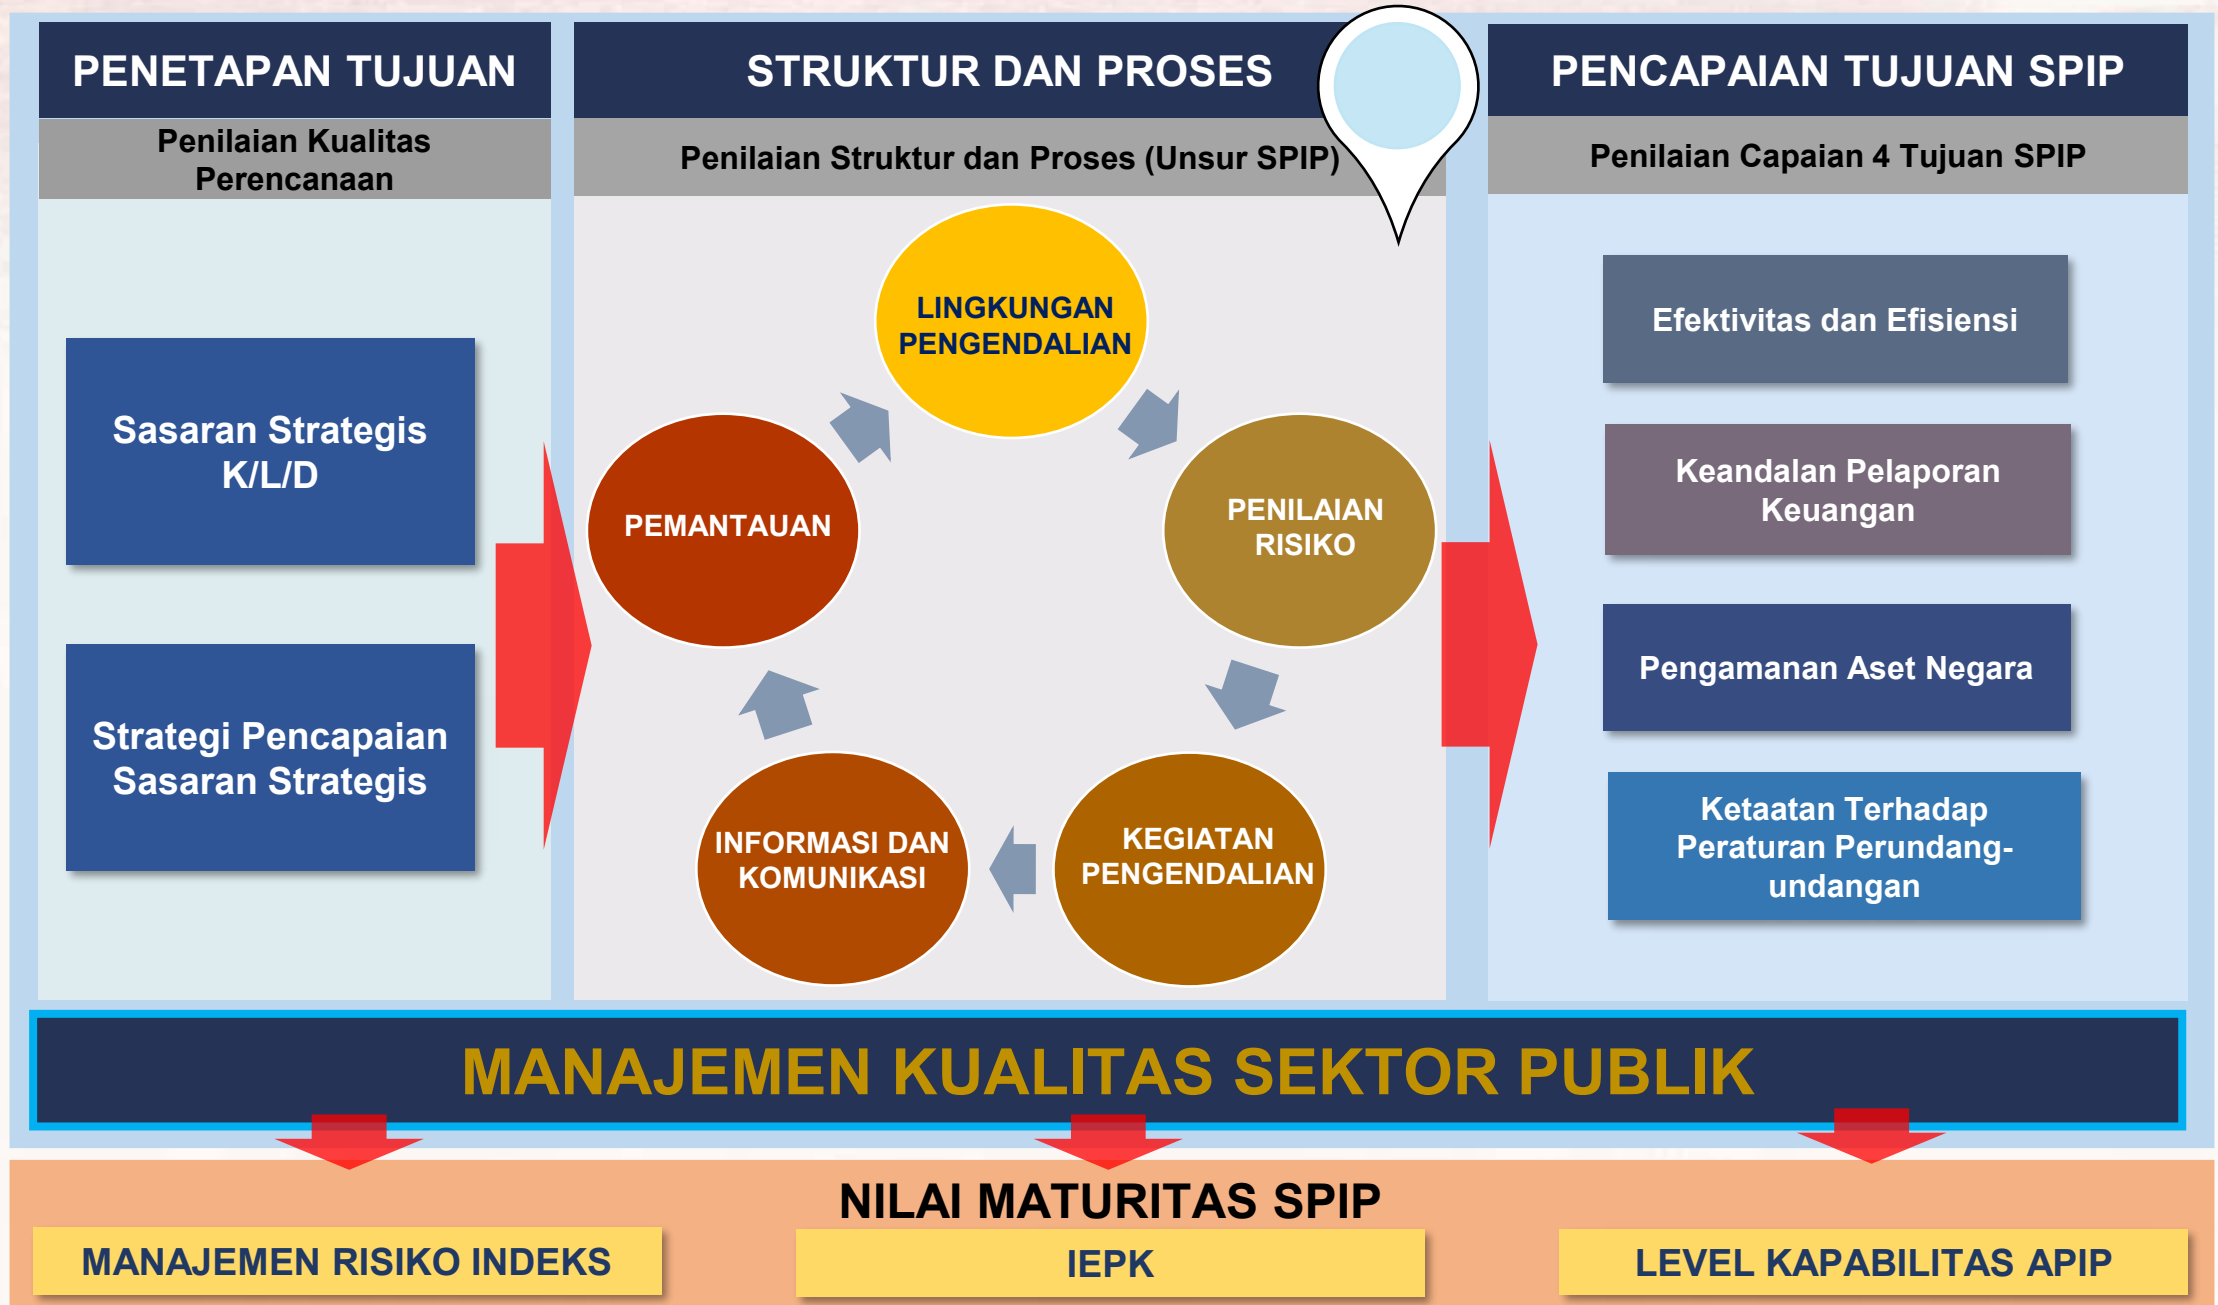 PENETAPAN TUJUAN
Penilaian Kualitas
Perencanaan
Sasaran Strategis
K/L/D
Strategi Pencapaian
Sasaran Strategis
STRUKTUR DAN PROSES
Penilaian Struktur dan Proses (Unsur SPIP)
LINGKUNGAN
PENGENDALIAN
PENILAIAN
RISIKO
KEGIATAN
PENGENDALIAN
INFORMASI DAN
KOMUNIKASI
PEMANTAUAN
PENCAPAIAN TUJUAN SPIP
Penilaian Capaian 4 Tujuan SPIP
Efektivitas dan Efisiensi
Keandalan Pelaporan
Keuangan
Pengamanan Aset Negara
Ketaatan Terhadap
Peraturan Perundang-
undangan
MANAJEMEN KUALITAS SEKTOR PUBLIK
NILAI MATURITAS SPIP
MANAJEMEN RISIKO INDEKS
IEPK
LEVEL KAPABILITAS APIP